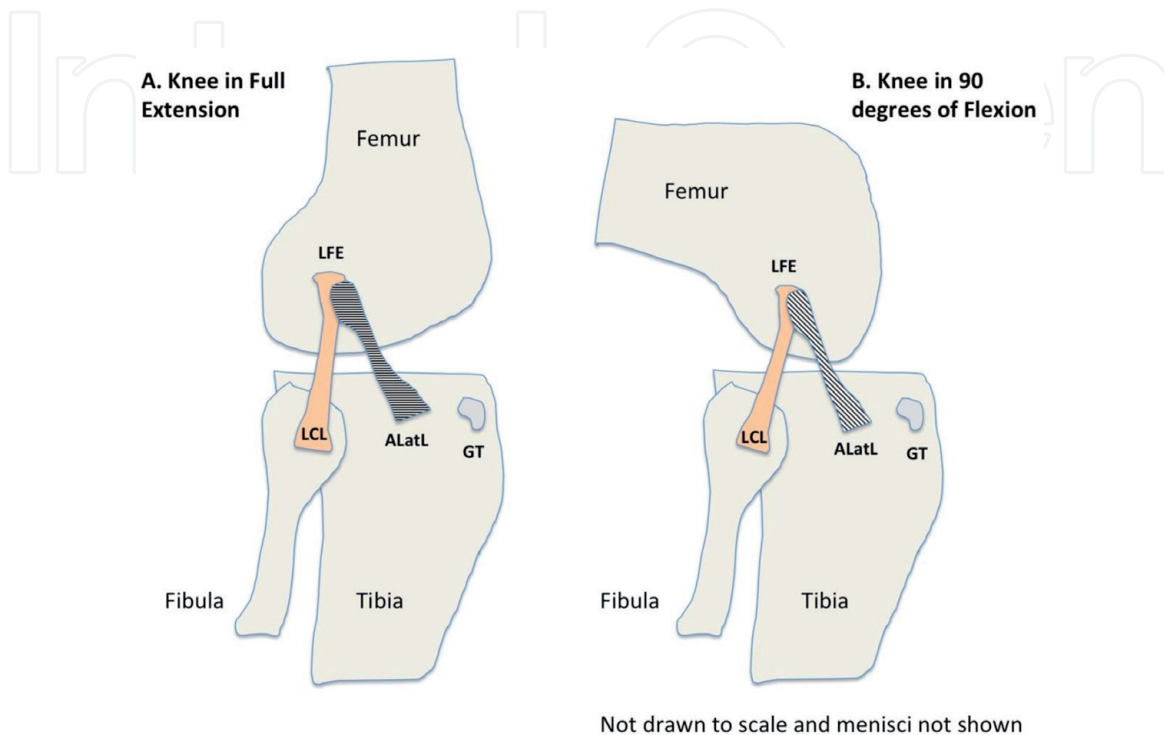 A. Knee in Full
Extension
Femur
LFE
LCL
ALatL
GT
Fibula
Tibia
B. Knee in 90
degrees of Flexion
Femur
LFE
LCL
ALatL
GT
Fibula
Tibia
Not drawn to scale and menisci not shown